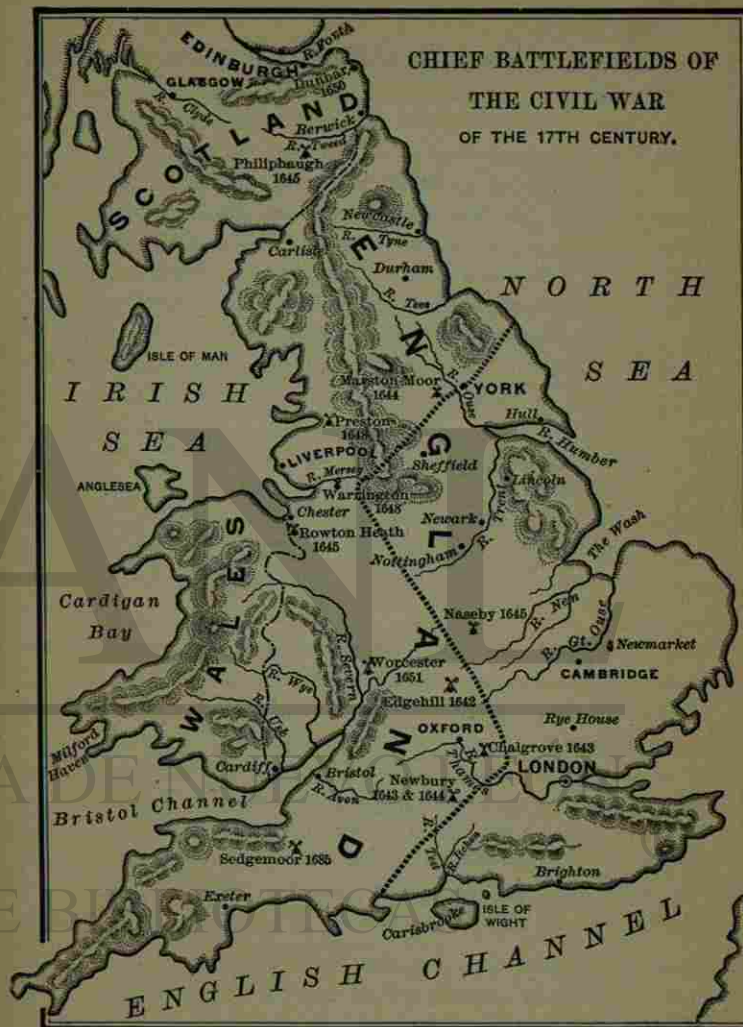 CHIEF BATTLEFIELDS OF
THE CIVIL WAR
OF THE 17TH CENTURY.
EDINBURGH
R. Forth
GLASGOW
Dunbar
1650
R. Clyde
SCOTLAND
Berwick
R. Tweed
Philiphaugh
1645
Newcastle
R. Tyne
Carlisle
Durham
R. Tees
NORTH
SEA
ISLE OF MAN
IRISH
SEA
ENGLAND
Marston Moor
1644
YORK
R. Ouse
Hull
R. Humber
Preston
1648
LIVERPOOL
R. Mersey
Sheffield
Lincoln
ANGLESEA
Warrington
1648
Chester
Rowton Heath
1645
Newark
R. Trent
Nottingham
The Wash
WALES
Cardigan
Bay
Naseby 1645
R. Nen
R. Gt. Ouse
Newmarket
CAMBRIDGE
R. Severn
Worcester
1651
R. Wye
Edgehill 1642
R. Usk
OXFORD
Rye House
Chalgrove 1643
R. Thames
LONDON
Milford
Haven
Cardiff
Bristol
R. Avon
Newbury
1643 & 1644
Bristol Channel
Sedgemoor 1685
R. Test
R. Itchen
Brighton
Exeter
Carisbrooke
ISLE OF
WIGHT
ENGLISH CHANNEL
ANL
E BIBLIOTECAS